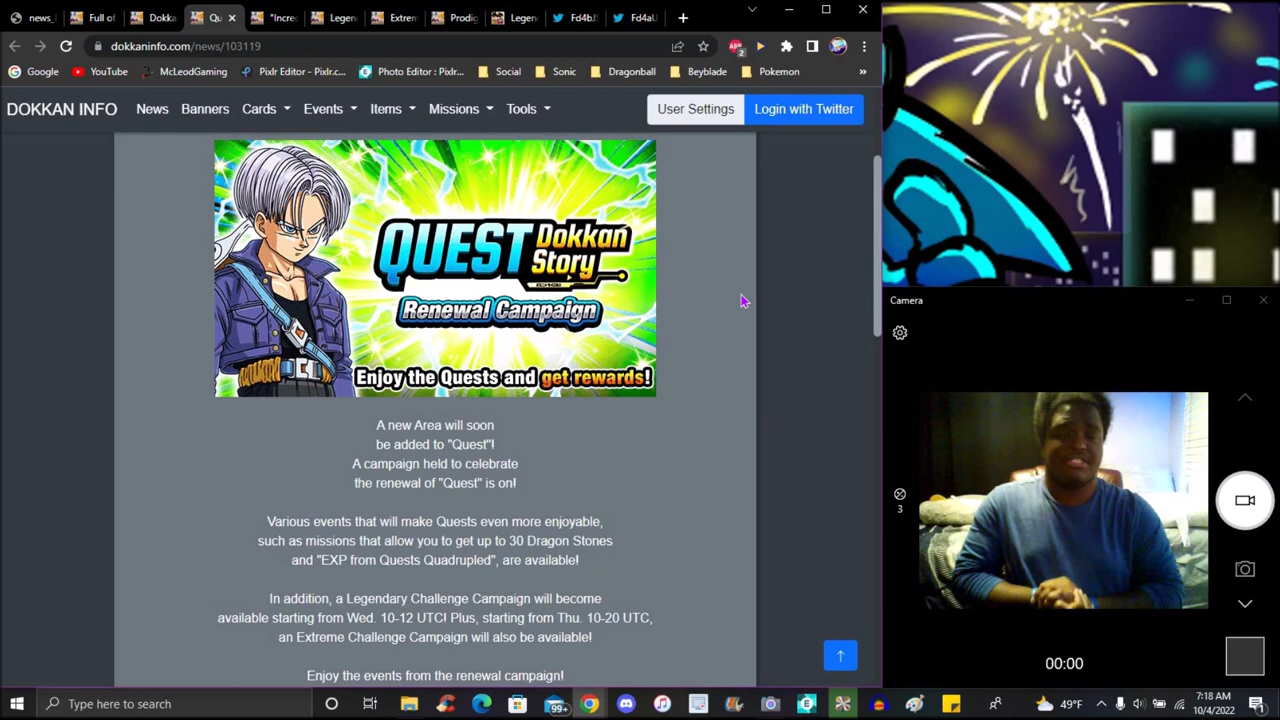 news_
Full of
Dokka
Qu
"Incre
Legen
Extrem
Prodig
Legen
Fd4bJS
Fd4aU
dokkaninfo.com/news/103119
ABP
2
Google
YouTube
McLeodGaming
Pixlr Editor - Pixlr.c...
Photo Editor : Pixlr...
Social
Sonic
Dragonball
Beyblade
Pokemon
»
DOKKAN INFO
News
Banners
Cards
Events
Items
Missions
Tools
User Settings
Login with Twitter
QUEST Dokkan Story
Renewal Campaign
Enjoy the Quests and get rewards!
A new Area will soon
be added to "Quest"!
A campaign held to celebrate
the renewal of "Quest" is on!
Various events that will make Quests even more enjoyable,
such as missions that allow you to get up to 30 Dragon Stones
and "EXP from Quests Quadrupled", are available!
In addition, a Legendary Challenge Campaign will become
available starting from Wed. 10-12 UTC! Plus, starting from Thu. 10-20 UTC,
an Extreme Challenge Campaign will also be available!
Enjoy the events from the renewal campaign!
Camera
3
00:00
Type here to search
99+
49°F
7:18 AM
10/4/2022